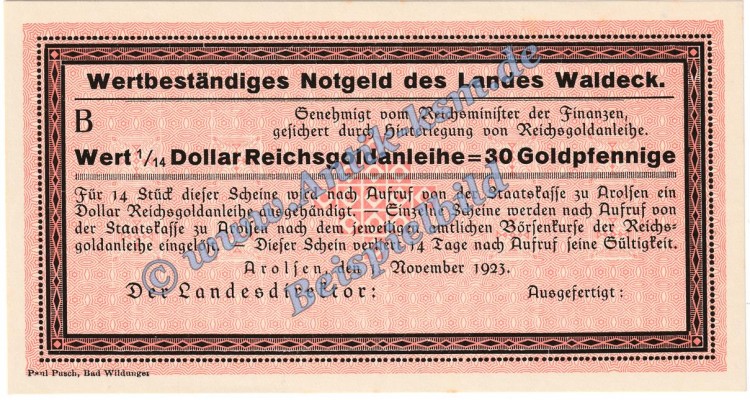 Wertbeständiges Notgeld des Landes Waldeck.
B
Genehmigt vom Reichsminister der Finanzen,
gesichert durch Hinterlegung von Reichsgoldanleihe.
Wert 1/14 Dollar Reichsgoldanleihe = 30 Goldpfennige
Für 14 Stück dieser Scheine wird nach Aufruf von der Staatskasse zu Arolsen ein
Dollar Reichsgoldanleihe ausgehändigt. Einzelne Scheine werden nach Aufruf von
der Staatskasse zu Arolsen nach dem jeweiligen amtlichen Börsenkurse der Reichs-
goldanleihe eingelöst. Dieser Schein verliert 14 Tage nach Aufruf seine Gültigkeit.
Arolsen, den November 1923.
Der Landesdirektor: Ausgefertigt:
Paul Pusch, Bad Wildungen
© www.Antik-ksm.de
Beispielbild